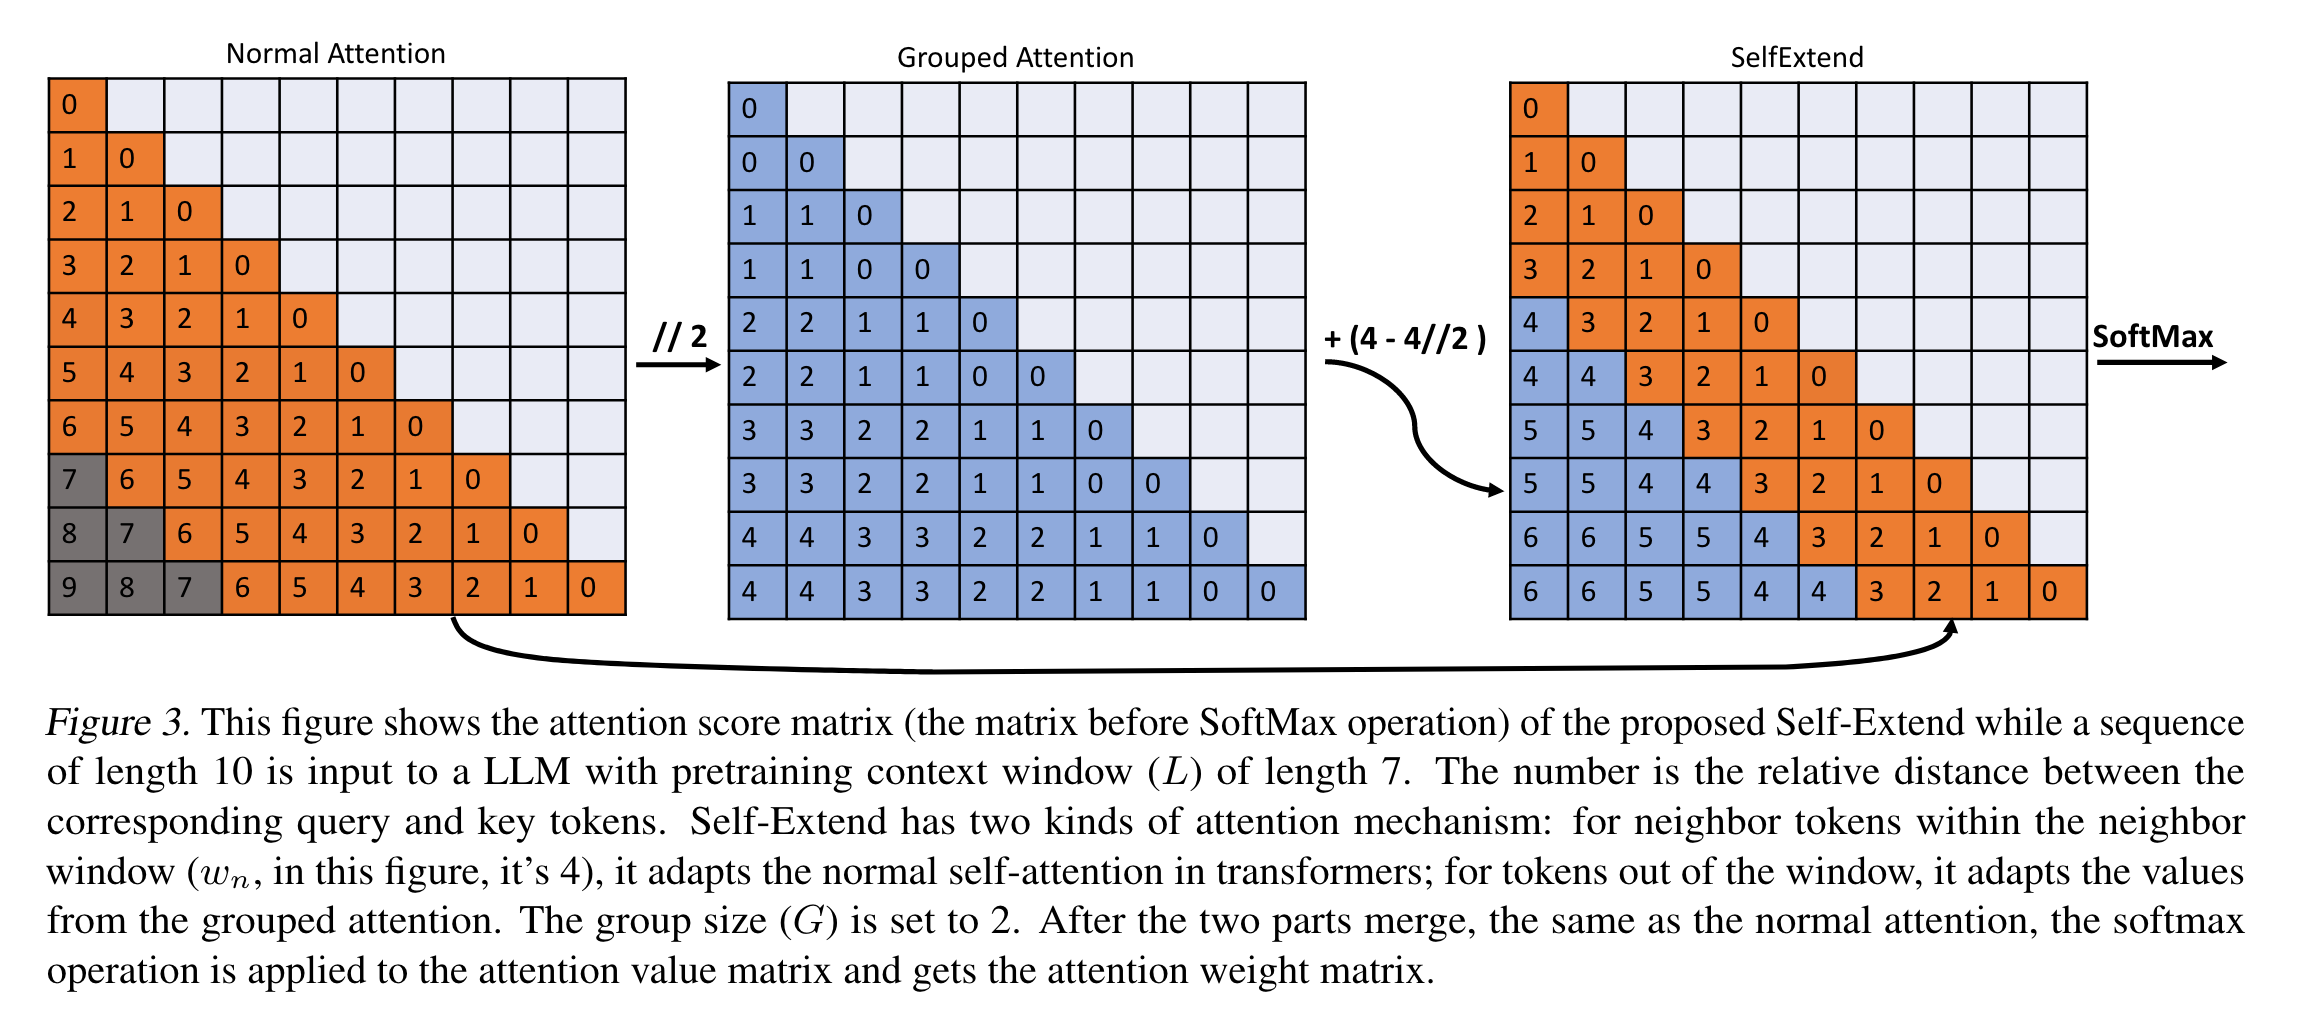 Normal Attention
0
1 0
2 1 0
3 2 1 0
4 3 2 1 0
5 4 3 2 1 0
6 5 4 3 2 1 0
7 6 5 4 3 2 1 0
8 7 6 5 4 3 2 1 0
9 8 7 6 5 4 3 2 1 0
// 2
Grouped Attention
0
0 0
1 1 0
1 1 0 0
2 2 1 1 0
2 2 1 1 0 0
3 3 2 2 1 1 0
3 3 2 2 1 1 0 0
4 4 3 3 2 2 1 1 0
4 4 3 3 2 2 1 1 0 0
+ (4 - 4//2 )
SelfExtend
0
1 0
2 1 0
3 2 1 0
4 3 2 1 0
4 4 3 2 1 0
5 5 4 3 2 1 0
5 5 4 4 3 2 1 0
6 6 5 5 4 3 2 1 0
6 6 5 5 4 4 3 2 1 0
SoftMax
Figure 3. This figure shows the attention score matrix (the matrix before SoftMax operation) of the proposed Self-Extend while a sequence
of length 10 is input to a LLM with pretraining context window (L) of length 7. The number is the relative distance between the
corresponding query and key tokens. Self-Extend has two kinds of attention mechanism: for neighbor tokens within the neighbor
window (wₙ, in this figure, it's 4), it adapts the normal self-attention in transformers; for tokens out of the window, it adapts the values
from the grouped attention. The group size (G) is set to 2. After the two parts merge, the same as the normal attention, the softmax
operation is applied to the attention value matrix and gets the attention weight matrix.